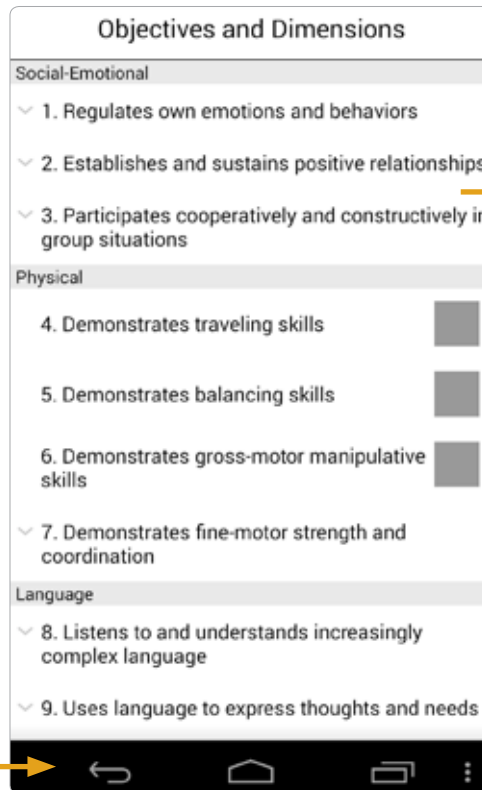 Objectives and Dimensions
Social-Emotional
1. Regulates own emotions and behaviors
2. Establishes and sustains positive relationships
3. Participates cooperatively and constructively in
group situations
Physical
4. Demonstrates traveling skills
5. Demonstrates balancing skills
6. Demonstrates gross-motor manipulative
skills
7. Demonstrates fine-motor strength and
coordination
Language
8. Listens to and understands increasingly
complex language
9. Uses language to express thoughts and needs